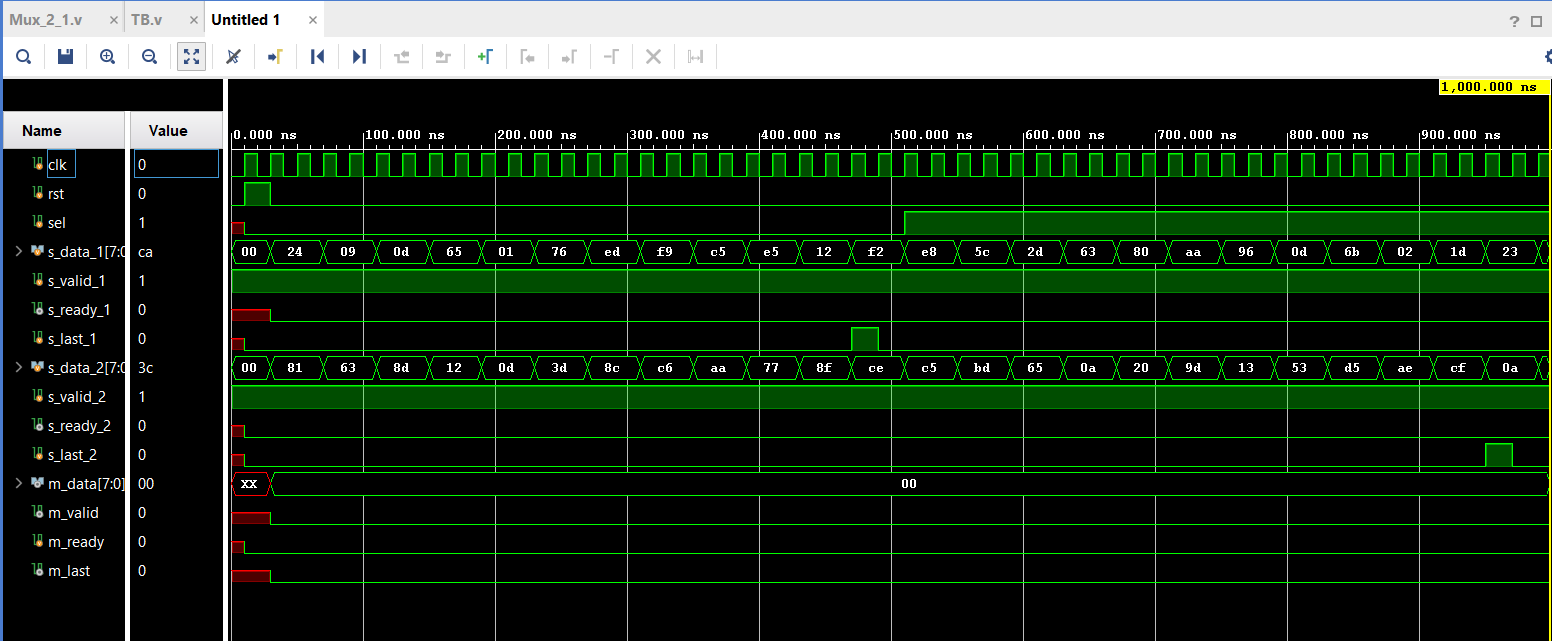 Mux_2_1.v × TB.v × Untitled 1 ×
? 
1,000.000 ns
Name Value
0.000 ns 100.000 ns 200.000 ns 300.000 ns 400.000 ns 500.000 ns 600.000 ns 700.000 ns 800.000 ns 900.000 ns
clk 0
rst 0
sel 1
s_data_1[7:0 ca 00 24 09 0d 65 01 76 ed f9 c5 e5 12 f2 e8 5c 2d 63 80 aa 96 0d 6b 02 1d 23
s_valid_1 1
s_ready_1 0
s_last_1 0
s_data_2[7:0 3c 00 81 63 8d 12 0d 3d 8c c6 aa 77 8f ce c5 bd 65 0a 20 9d 13 53 d5 ae cf 0a
s_valid_2 1
s_ready_2 0
s_last_2 0
m_data[7:0] 00 XX 00
m_valid 0
m_ready 0
m_last 0